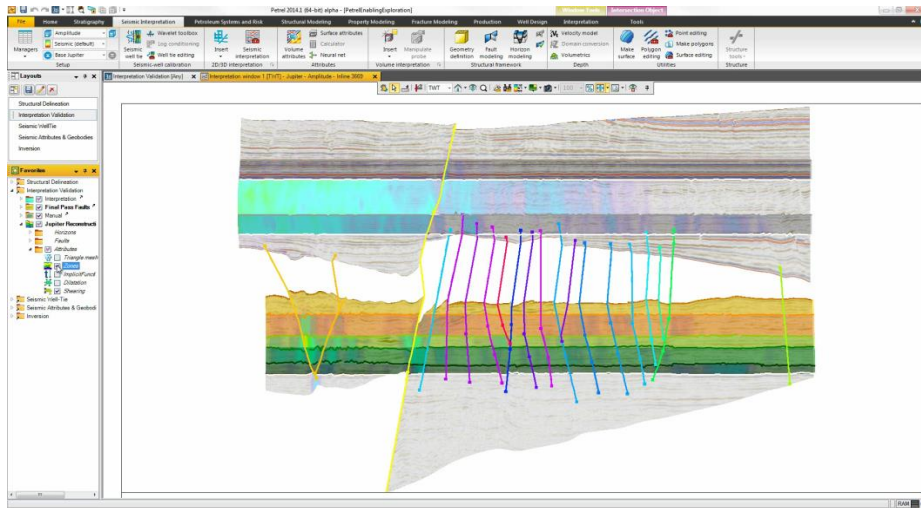 Petrel 2014.1 (64-bit) alpha - [PetrelEnablingExploration]
Window Tools
Intersection Object
File
Home
Stratigraphy
Seismic Interpretation
Petroleum Systems and Risk
Structural Modeling
Property Modeling
Fracture Modeling
Production
Well Design
Interpretation
Tools
Managers
Amplitude
Seismic (default)
Base Jupiter
Setup
Seismic well tie
Wavelet toolbox
Log conditioning
Well tie editing
Seismic-well calibration
Insert
Seismic interpretation
2D/3D interpretation
Volume attributes
Surface attributes
Calculator
Neural net
Attributes
Insert
Manipulate probe
Volume interpretation
Geometry definition
Fault modeling
Horizon modeling
Structural framework
Velocity model
Domain conversion
Volumetrics
Depth
Make surface
Polygon editing
Point editing
Make polygons
Surface editing
Utilities
Structure tools
Structure
Layouts
Interpretation Validation [Any]
Interpretation window 1 [TWT] - Jupiter - Amplitude - Inline 3900
TWT
Structural Delineation
Interpretation Validation
Seismic WellTie
Seismic Attributes & Geobodies
Inversion
Favorites
Structural Delineation
Interpretation Validation
Interpretation
Final Pass Faults
Manual
Jupiter Reconstructi
Horizons
Faults
Attributes
Triangle mesh
Zones
ImplicitFunct
Dilatation
Shearing
Seismic Well-Tie
Seismic Attributes & Geobodi
Inversion
RAM